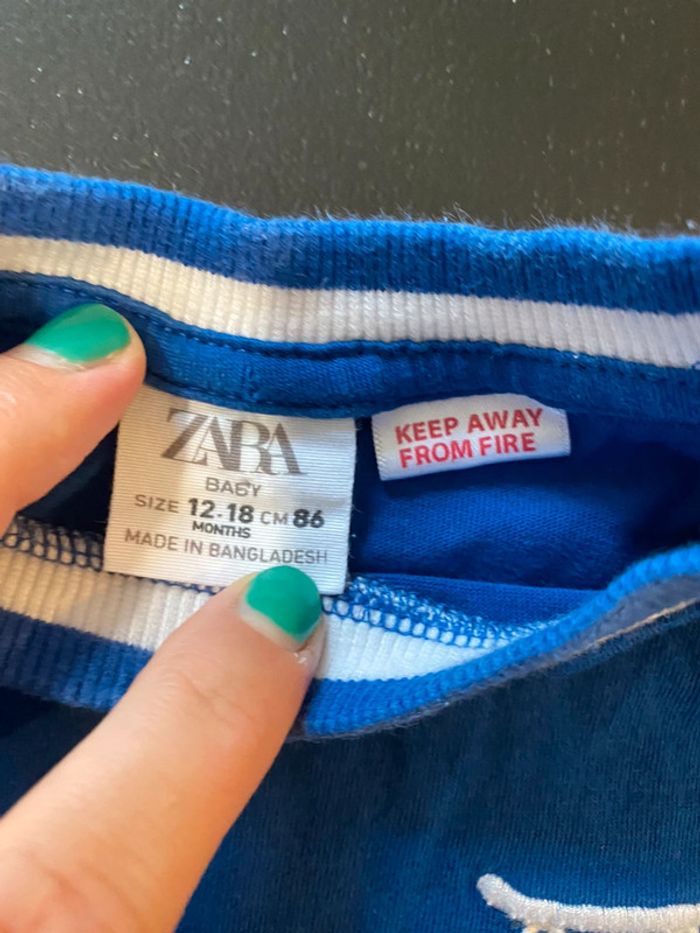 ZARA
BABY
SIZE 12-18 CM 86
MONTHS
MADE IN BANGLADESH
KEEP AWAY
FROM FIRE